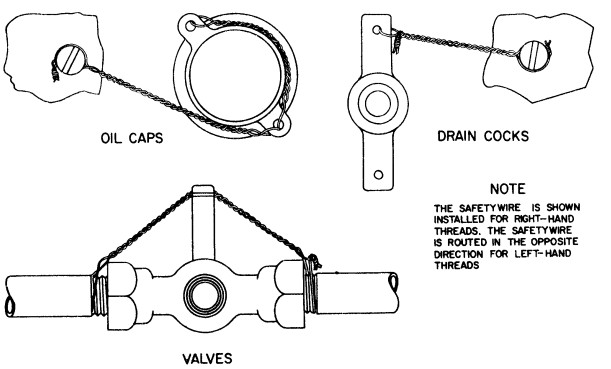 OIL CAPS
DRAIN COCKS
NOTE
THE SAFETYWIRE IS SHOWN
INSTALLED FOR RIGHT-HAND
THREADS. THE SAFETYWIRE
IS ROUTED IN THE OPPOSITE
DIRECTION FOR LEFT-HAND
THREADS
VALVES